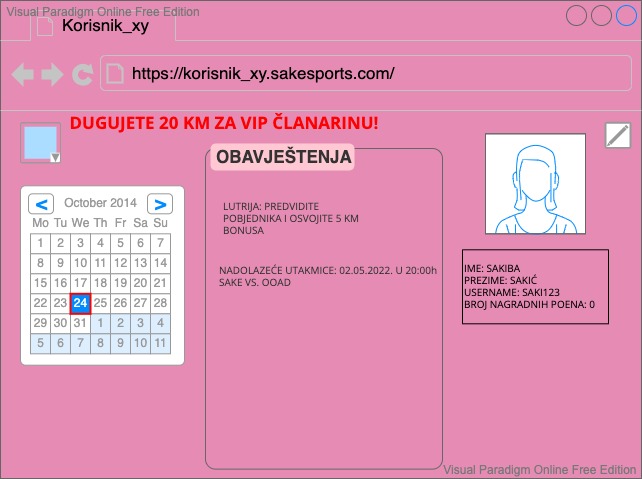 Visual Paradigm Online Free Edition
Korisnik_xy
https://korisnik_xy.sakesports.com/
DUGUJETE 20 KM ZA VIP ČLANARINU!
OBAVJEŠTENJA
LUTRIJA: PREDVIDITE
POBJEDNIKA I OSVOJITE 5 KM
BONUSA
NADOLAZEĆE UTAKMICE: 02.05.2022. U 20:00h
SAKE VS. OOAD
< October 2014 >
Mo Tu We Th Fr Sa Su
1 2 3 4 5 6 7
8 9 10 11 12 13 14
15 16 17 18 19 20 21
22 23 24 25 26 27 28
29 30 31 1 2 3 4
5 6 7 8 9 10 11
IME: SAKIBA
PREZIME: SAKIĆ
USERNAME: SAKI123
BROJ NAGRADNIH POENA: 0
Visual Paradigm Online Free Edition